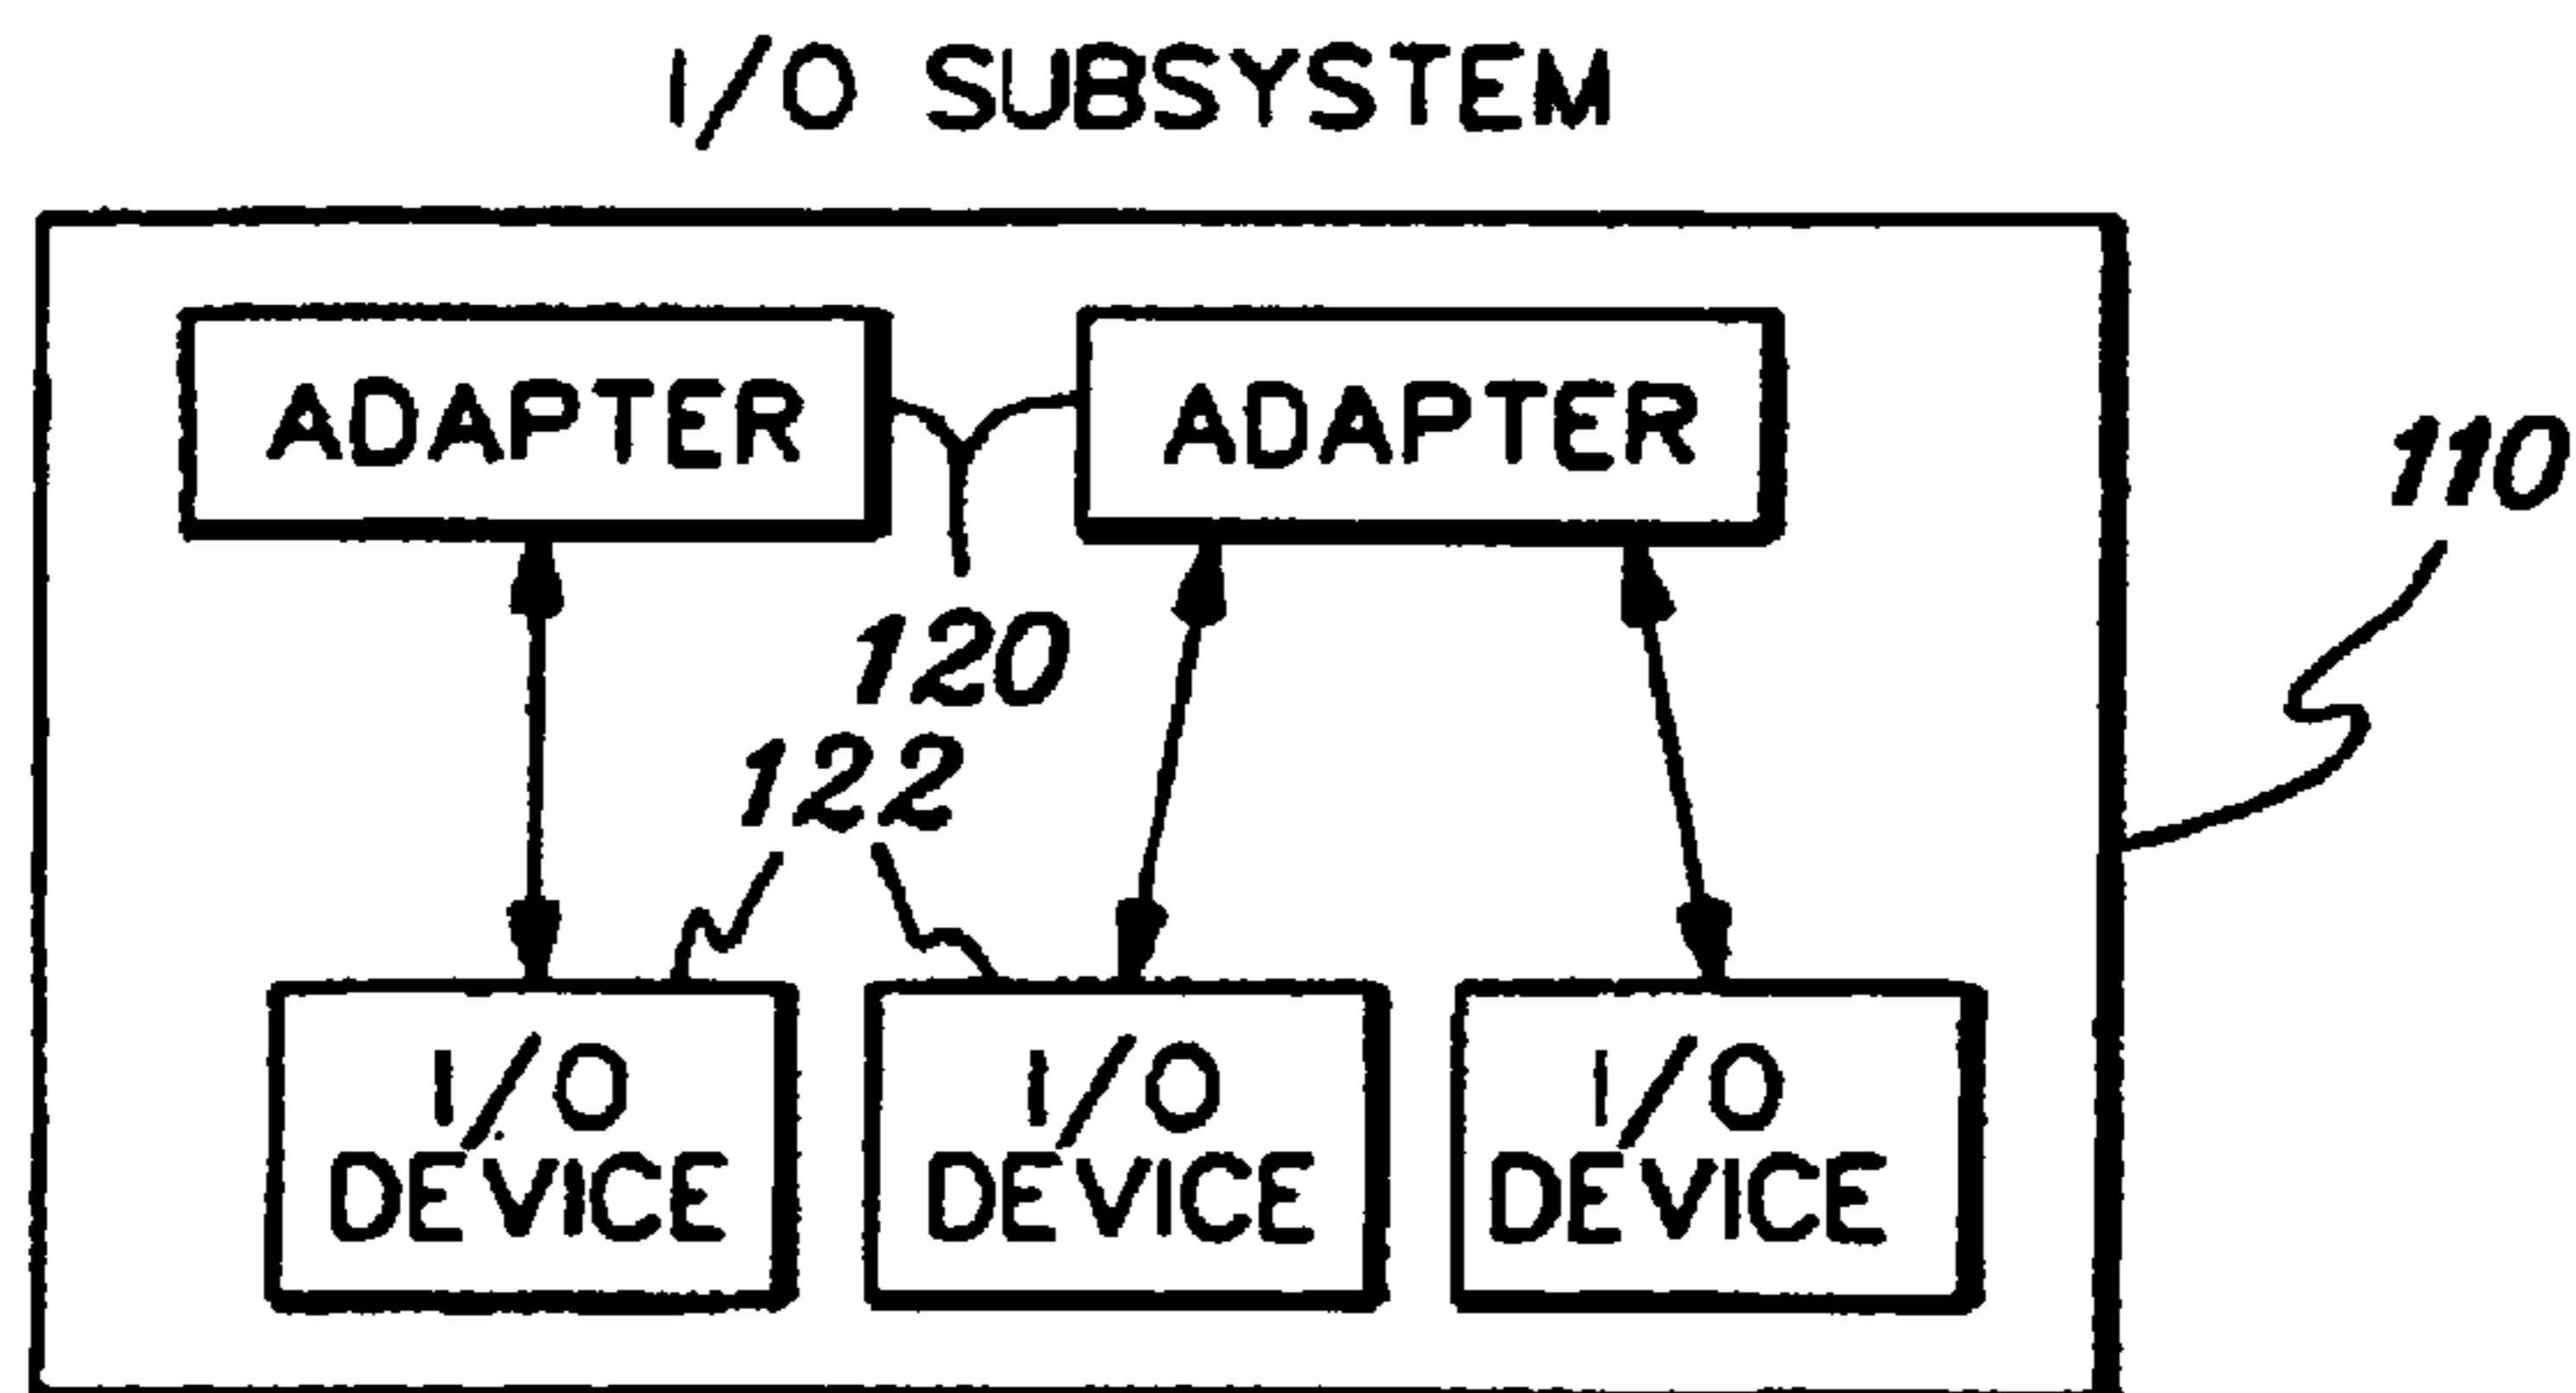 I/O SUBSYSTEM
ADAPTER ADAPTER
110
120
122
I/O DEVICE
I/O DEVICE
I/O DEVICE